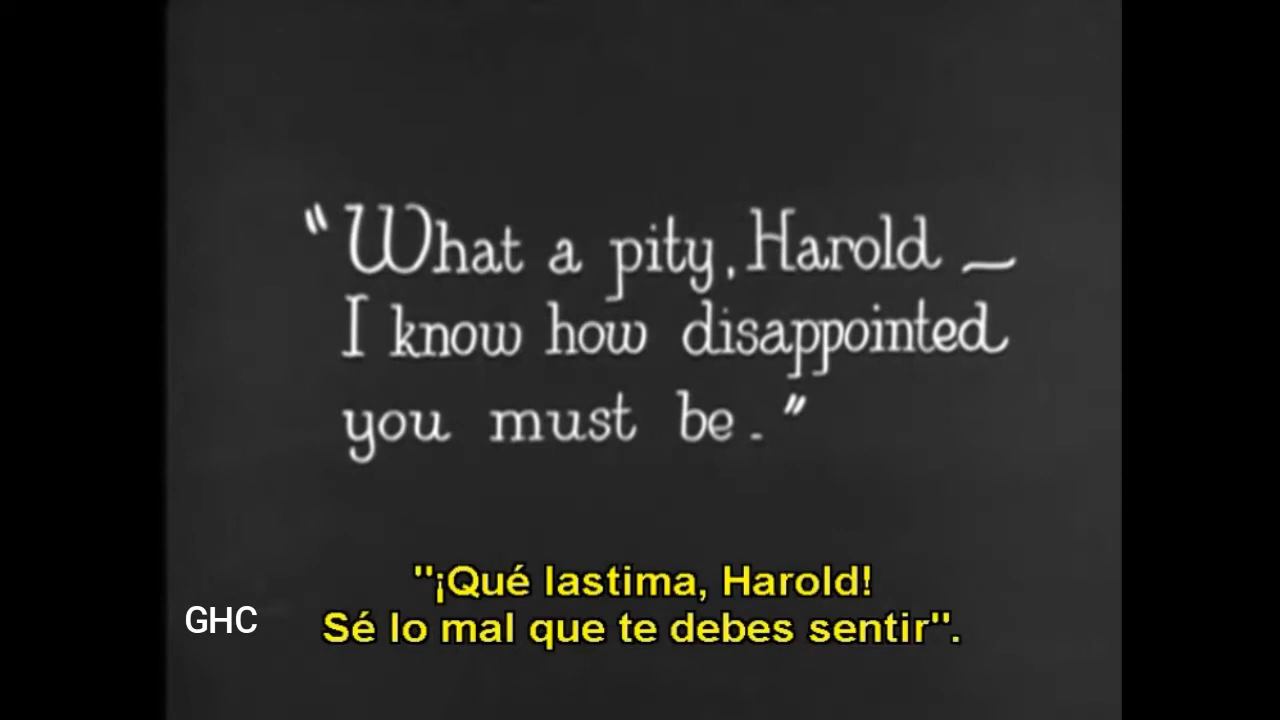 "What a pity, Harold —
I know how disappointed
you must be."
"¡Qué lastima, Harold!
GHC
Sé lo mal que te debes sentir".